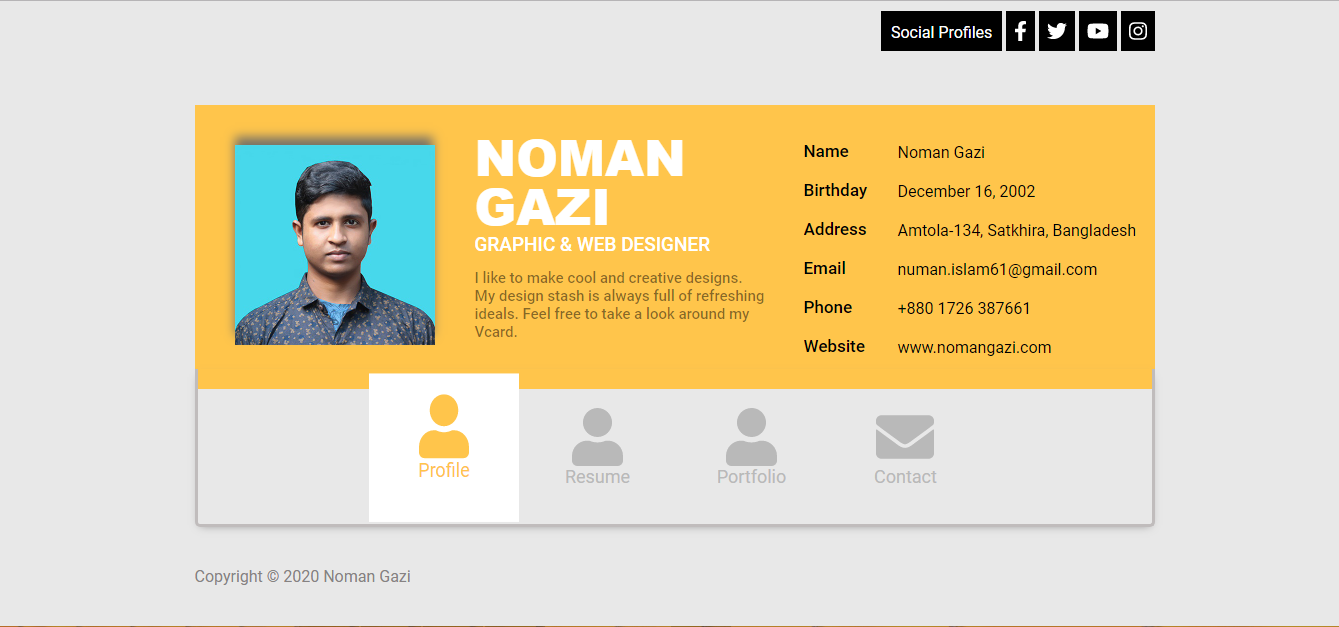 Social Profiles
NOMAN
GAZI
GRAPHIC & WEB DESIGNER
I like to make cool and creative designs.
My design stash is always full of refreshing
ideals. Feel free to take a look around my
Vcard.
Name Noman Gazi
Birthday December 16, 2002
Address Amtola-134, Satkhira, Bangladesh
Email numan.islam61@gmail.com
Phone +880 1726 387661
Website www.nomangazi.com
Profile
Resume
Portfolio
Contact
Copyright © 2020 Noman Gazi